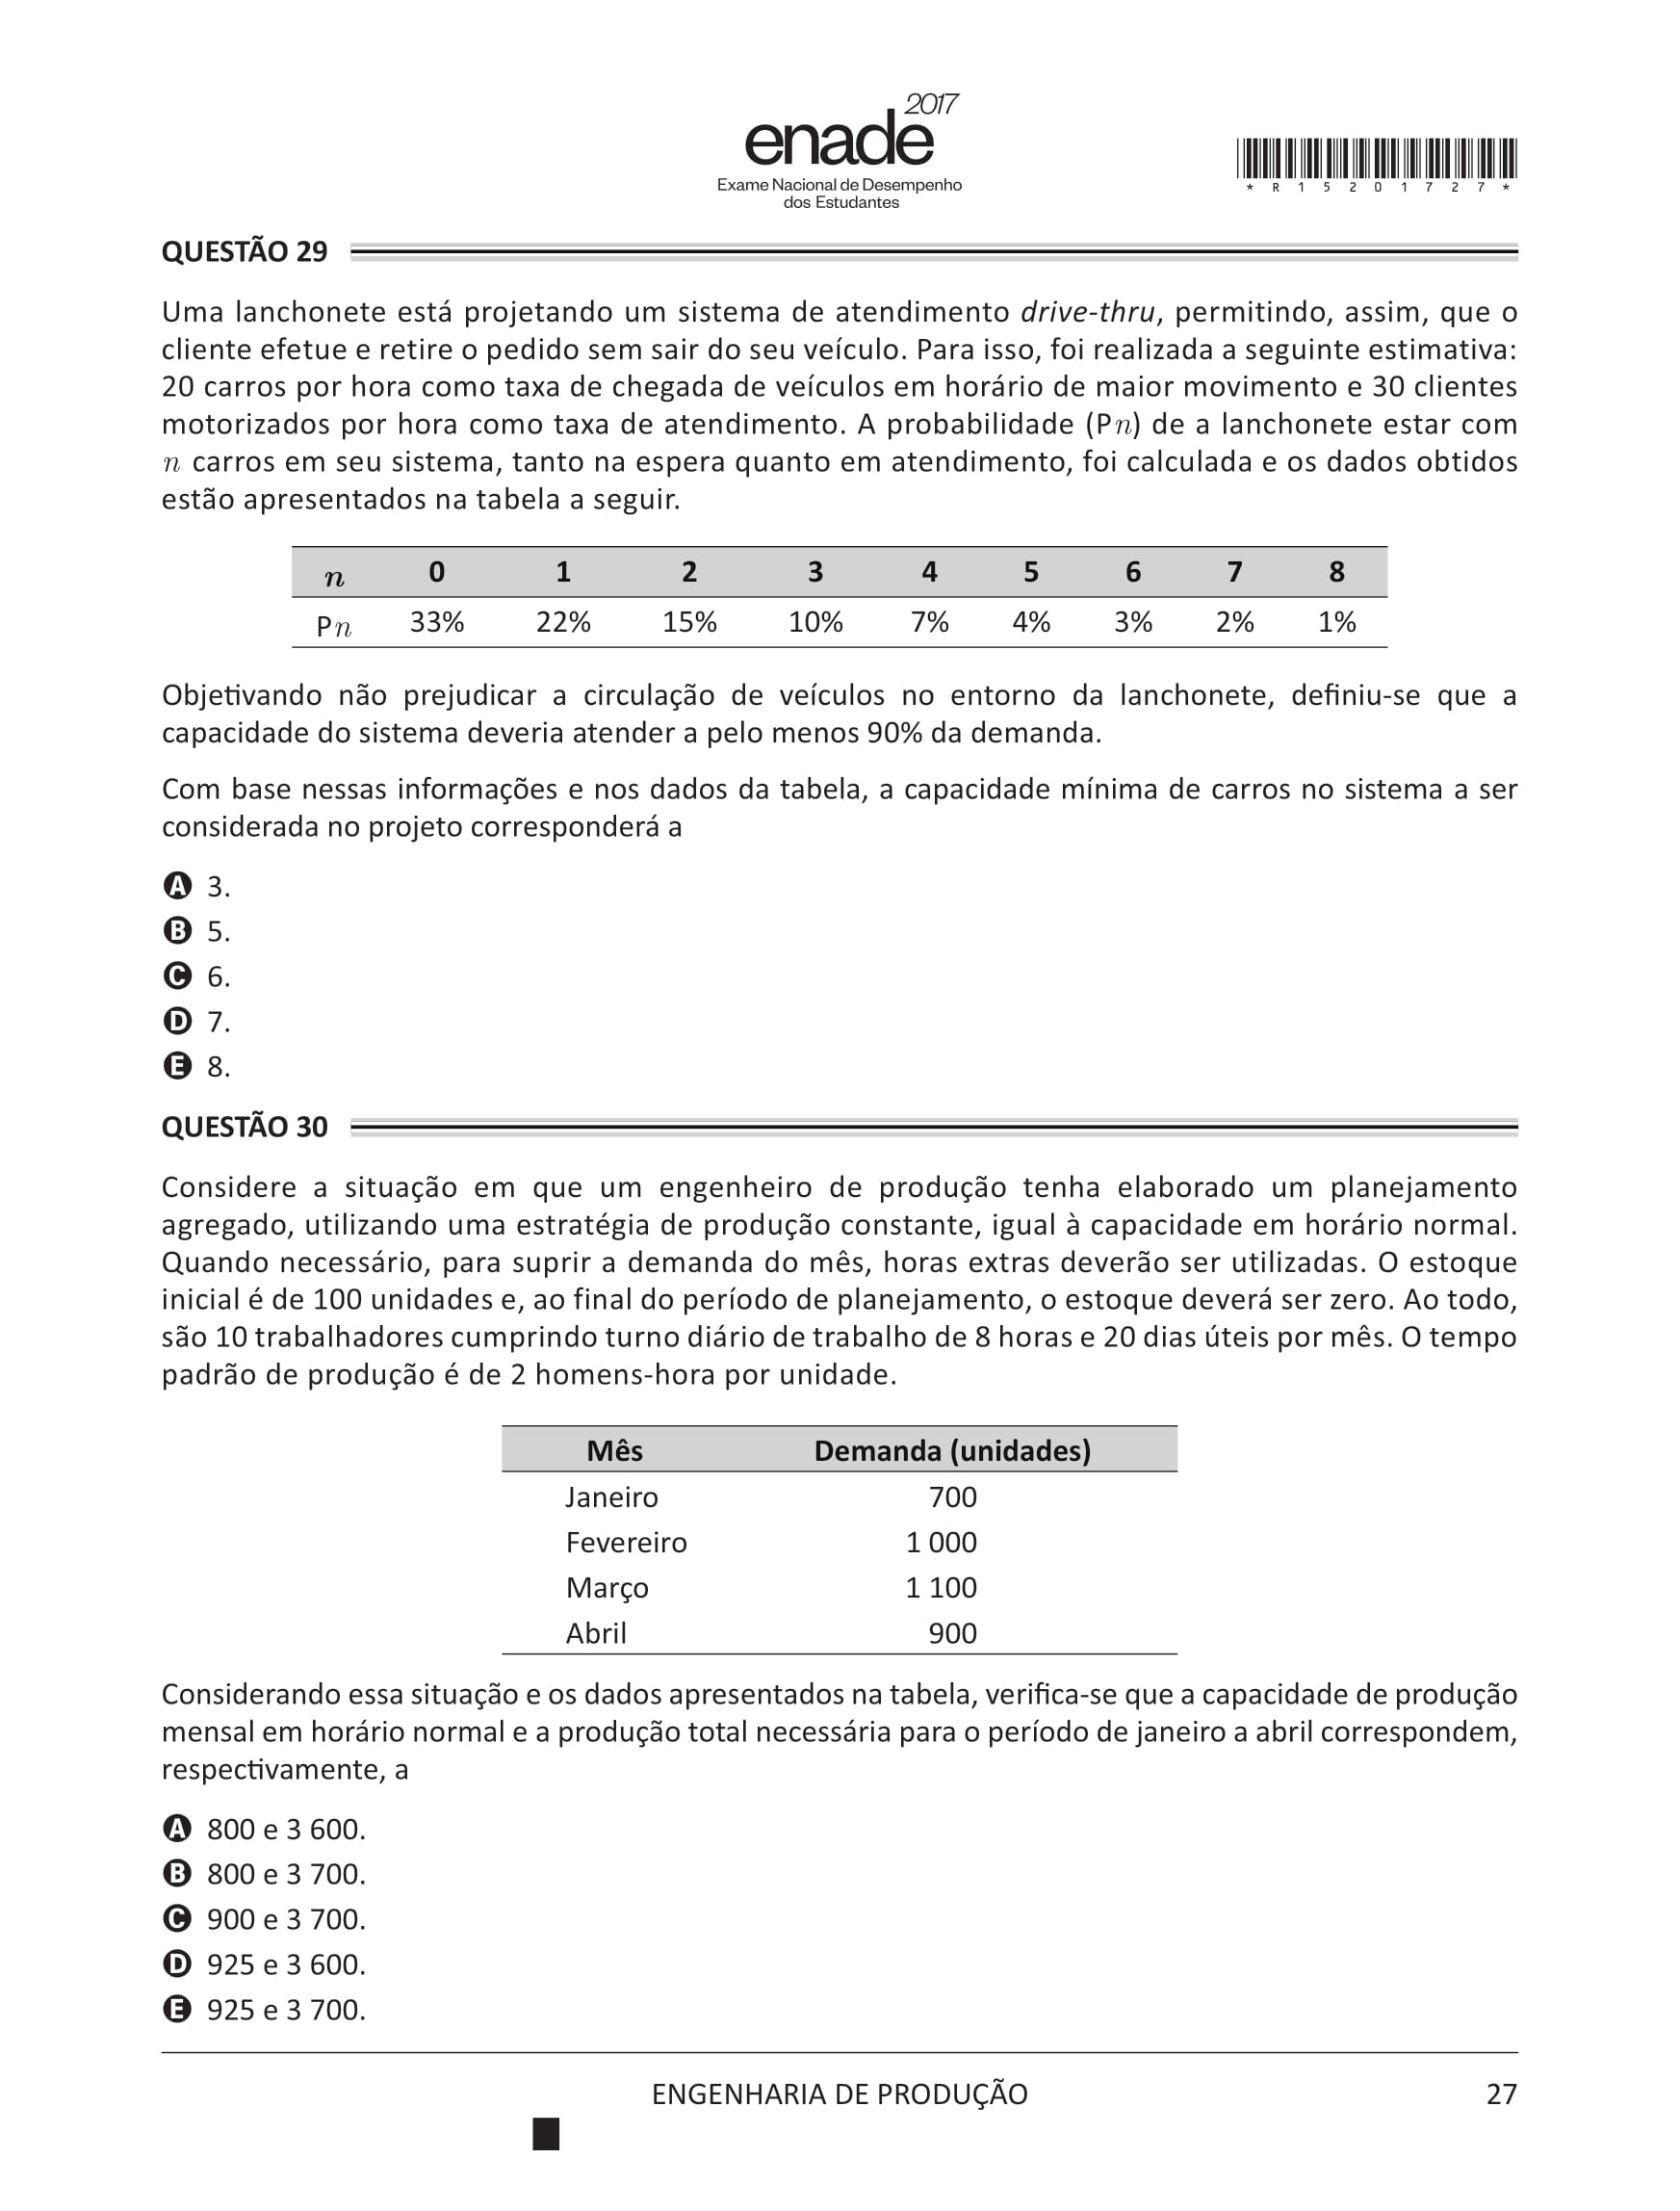 2017
enade
Exame Nacional de Desempenho
dos Estudantes
* R 1 5 2 0 1 7 2 7 *
QUESTÃO 29
Uma lanchonete está projetando um sistema de atendimento drive-thru, permitindo, assim, que o
cliente efetue e retire o pedido sem sair do seu veículo. Para isso, foi realizada a seguinte estimativa:
20 carros por hora como taxa de chegada de veículos em horário de maior movimento e 30 clientes
motorizados por hora como taxa de atendimento. A probabilidade (Pn) de a lanchonete estar com
n carros em seu sistema, tanto na espera quanto em atendimento, foi calculada e os dados obtidos
estão apresentados na tabela a seguir.
n 0 1 2 3 4 5 6 7 8
Pn 33% 22% 15% 10% 7% 4% 3% 2% 1%
Objetivando não prejudicar a circulação de veículos no entorno da lanchonete, definiu-se que a
capacidade do sistema deveria atender a pelo menos 90% da demanda.
Com base nessas informações e nos dados da tabela, a capacidade mínima de carros no sistema a ser
considerada no projeto corresponderá a
A 3.
B 5.
C 6.
D 7.
E 8.
QUESTÃO 30
Considere a situação em que um engenheiro de produção tenha elaborado um planejamento
agregado, utilizando uma estratégia de produção constante, igual à capacidade em horário normal.
Quando necessário, para suprir a demanda do mês, horas extras deverão ser utilizadas. O estoque
inicial é de 100 unidades e, ao final do período de planejamento, o estoque deverá ser zero. Ao todo,
são 10 trabalhadores cumprindo turno diário de trabalho de 8 horas e 20 dias úteis por mês. O tempo
padrão de produção é de 2 homens-hora por unidade.
Mês Demanda (unidades)
Janeiro 700
Fevereiro 1 000
Março 1 100
Abril 900
Considerando essa situação e os dados apresentados na tabela, verifica-se que a capacidade de produção
mensal em horário normal e a produção total necessária para o período de janeiro a abril correspondem,
respectivamente, a
A 800 e 3 600.
B 800 e 3 700.
C 900 e 3 700.
D 925 e 3 600.
E 925 e 3 700.
ENGENHARIA DE PRODUÇÃO 27